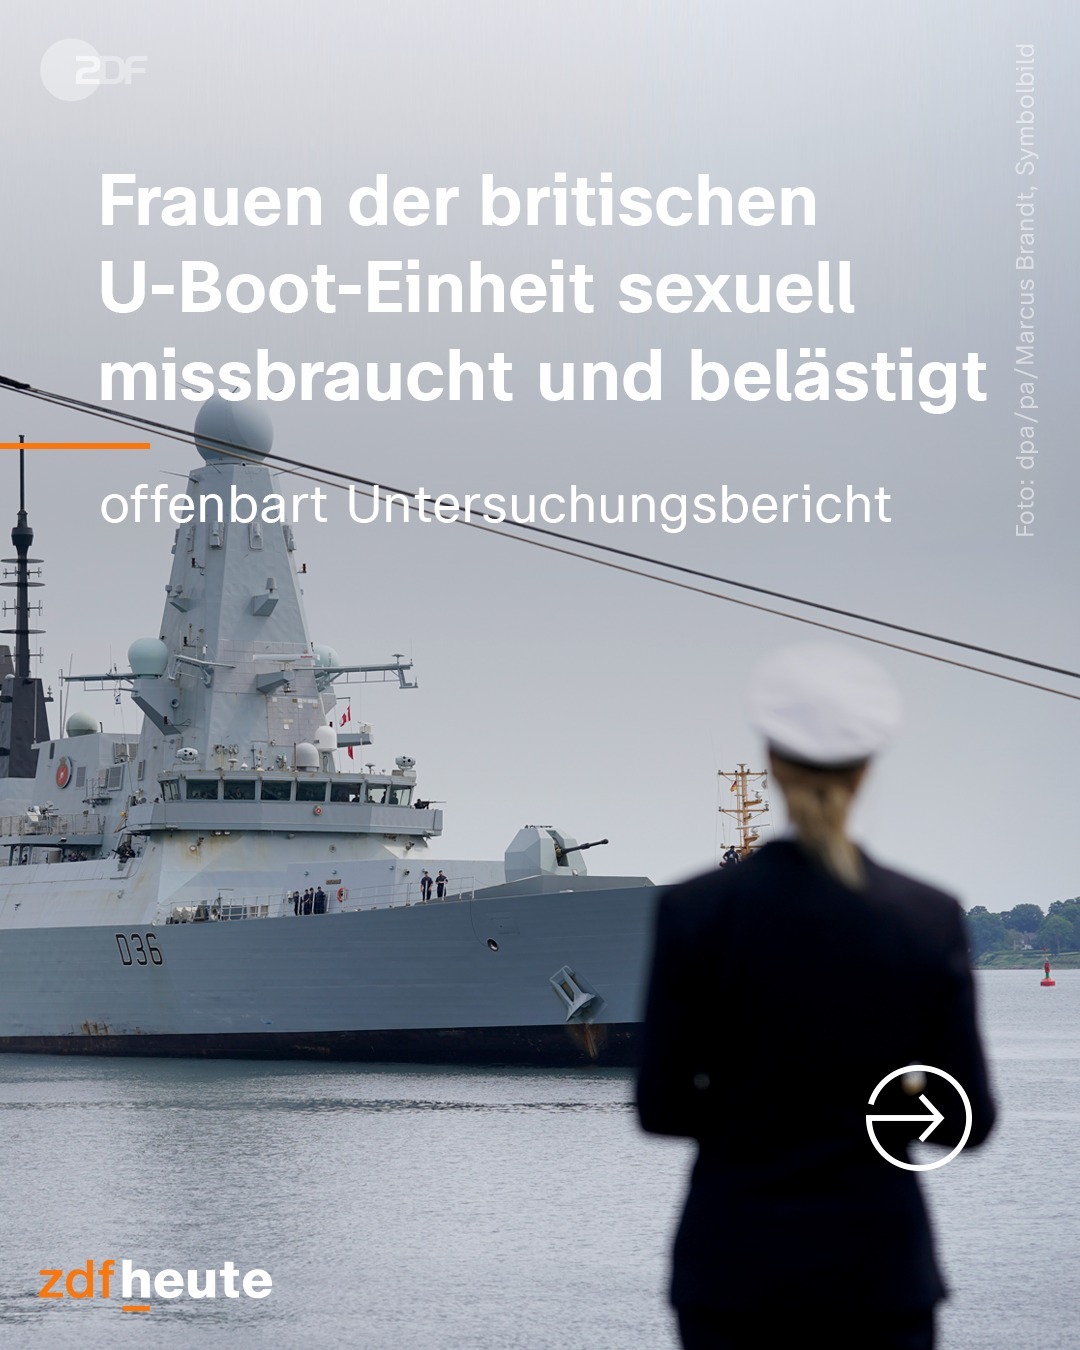 ZDF
Foto: dpa/pa/Marcus Brandt, Symbolbild
Frauen der britischen
U-Boot-Einheit sexuell
missbraucht und belästigt
offenbart Untersuchungsbericht
D36
zdfheute